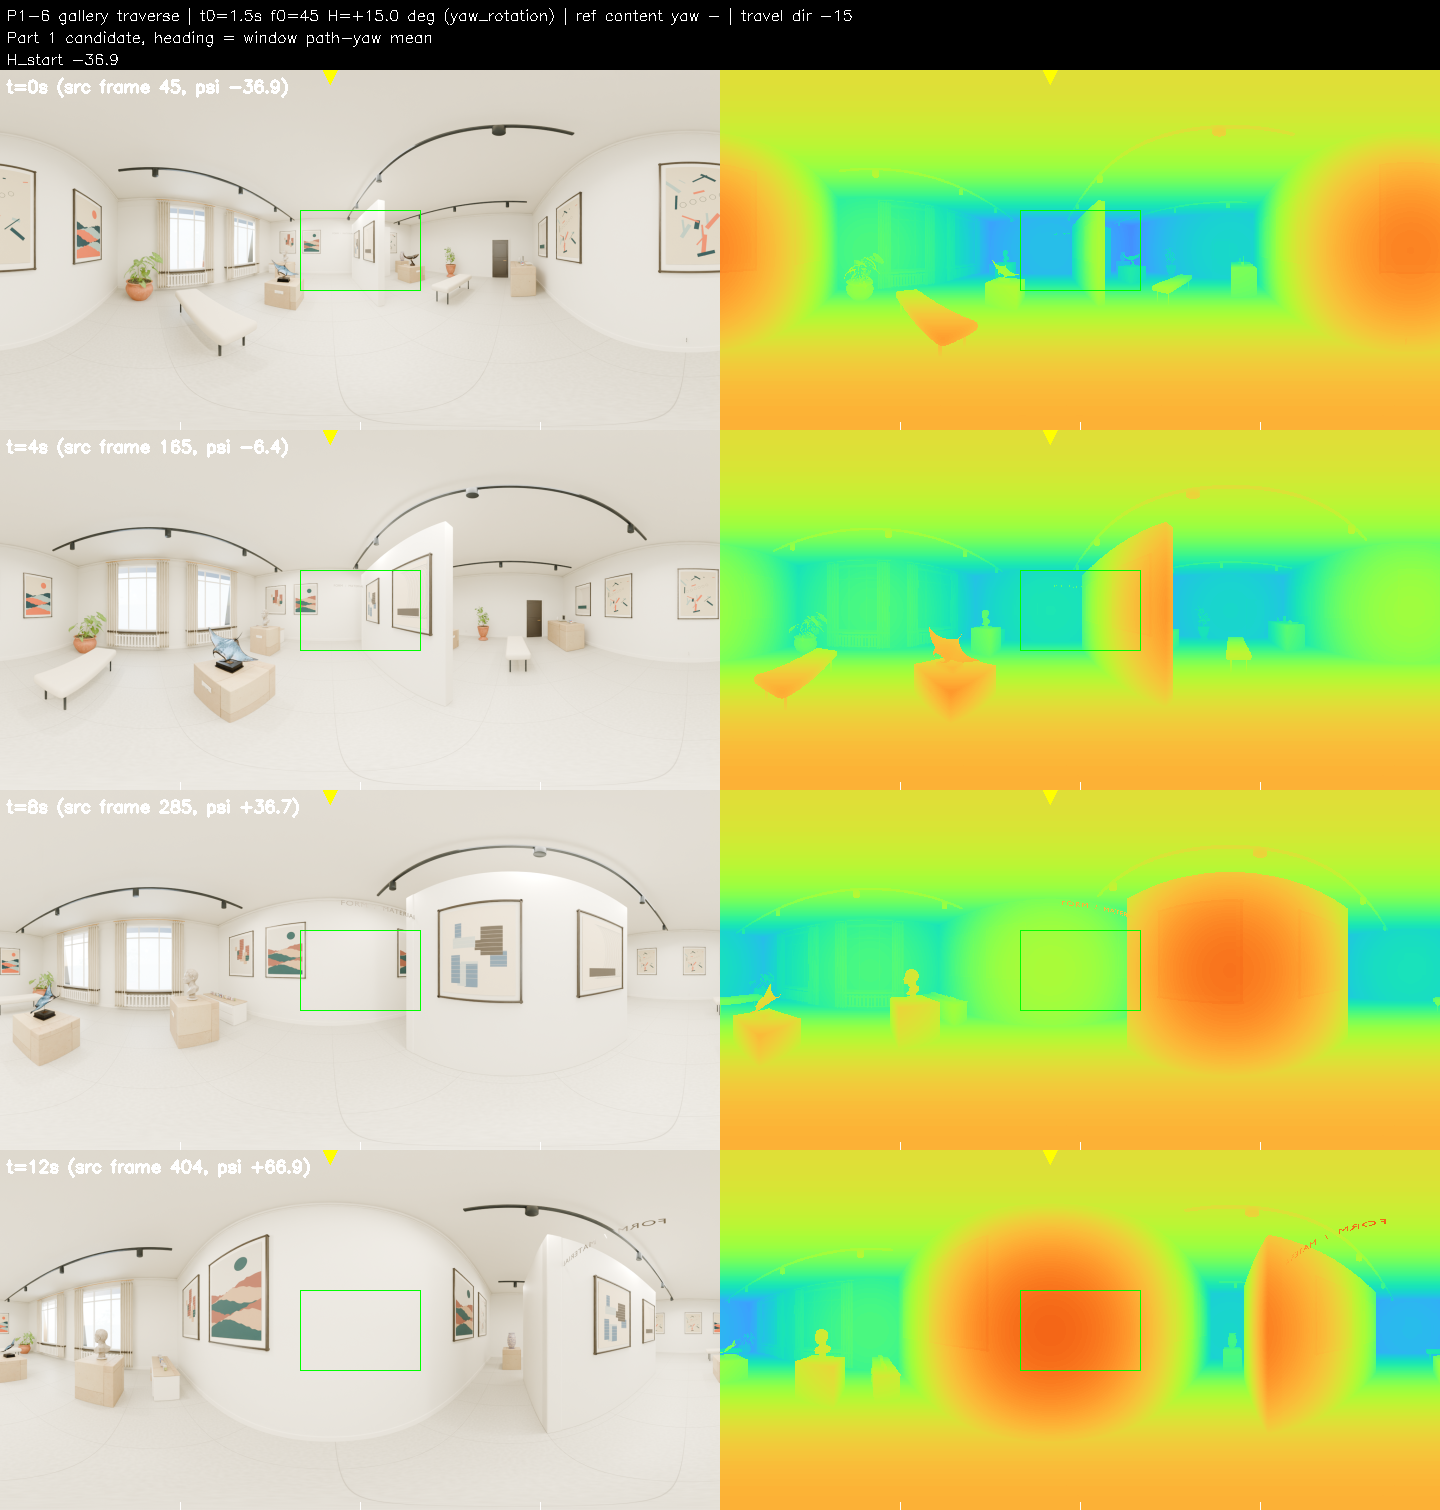 P1-6 gallery traverse | t0=1.5s f0=45 H=+15.0 deg (yaw_rotation) | ref content yaw - | travel dir -15
Part 1 candidate, heading = window path-yaw mean
H_start -36.9
t=0s (src frame 45, psi -36.9)
t=4s (src frame 165, psi -6.4)
t=8s (src frame 285, psi +36.7)
t=12s (src frame 404, psi +66.9)